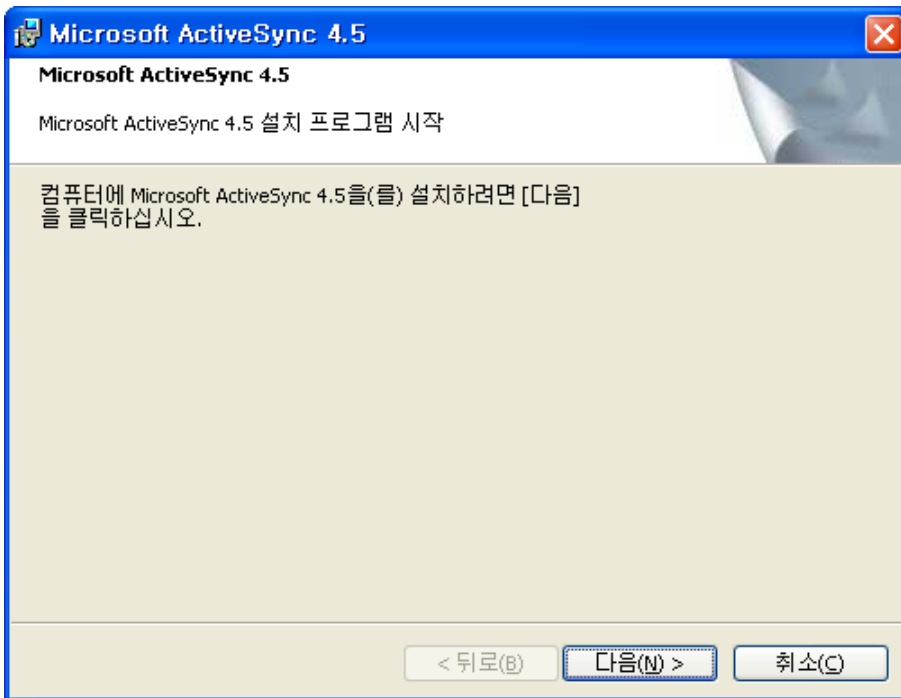 Microsoft ActiveSync 4.5
Microsoft ActiveSync 4.5
Microsoft ActiveSync 4.5 설치 프로그램 시작
컴퓨터에 Microsoft ActiveSync 4.5을(를) 설치하려면 [다음]
을 클릭하십시오.
< 뒤로(B) 다음(N) > 취소(C)